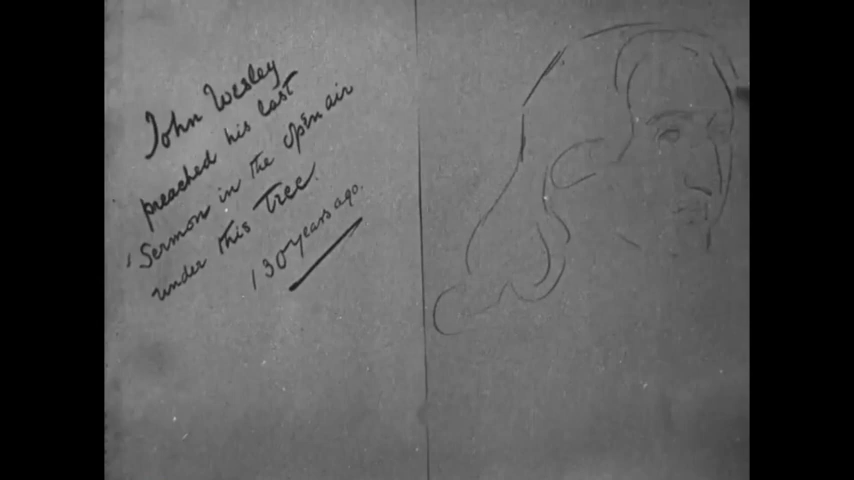 John Wesley
preached his last
'Sermon in the open air
under this Tree.
130 years ago.